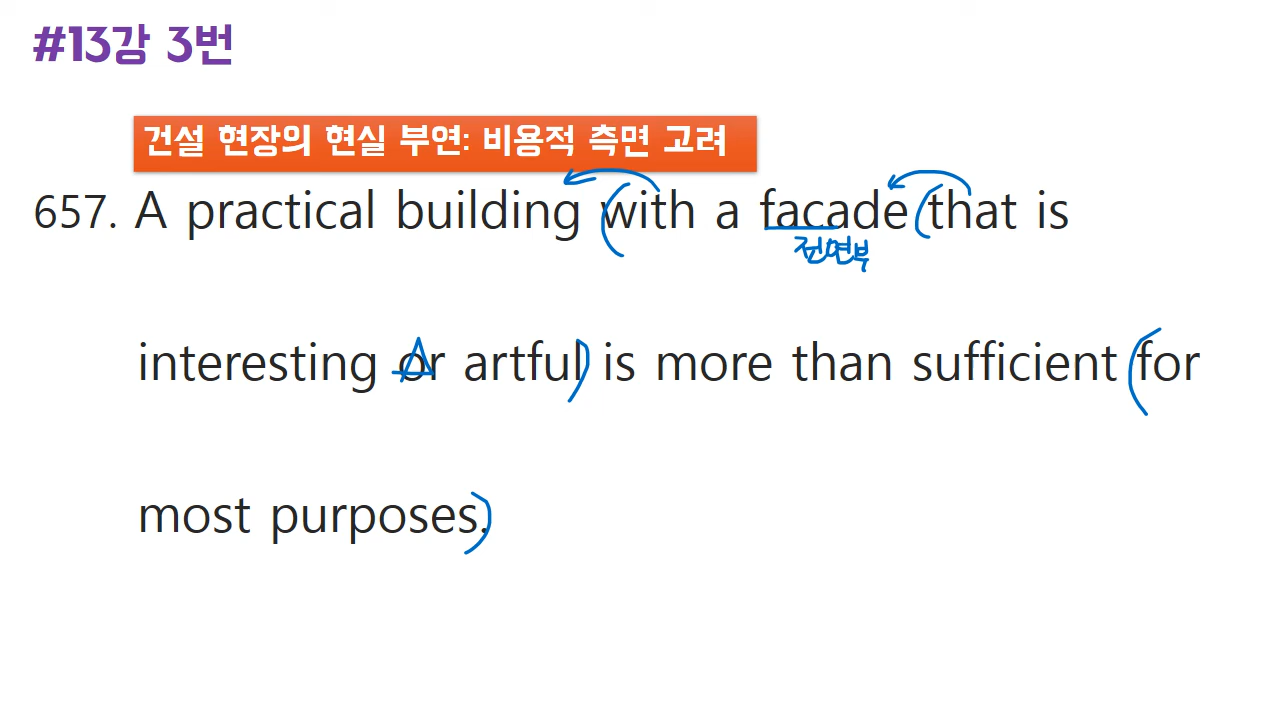 #13강 3번
건설 현장의 현실 부연: 비용적 측면 고려
657. A practical building with a facade that is
전면부
interesting or artful is more than sufficient for
most purposes.